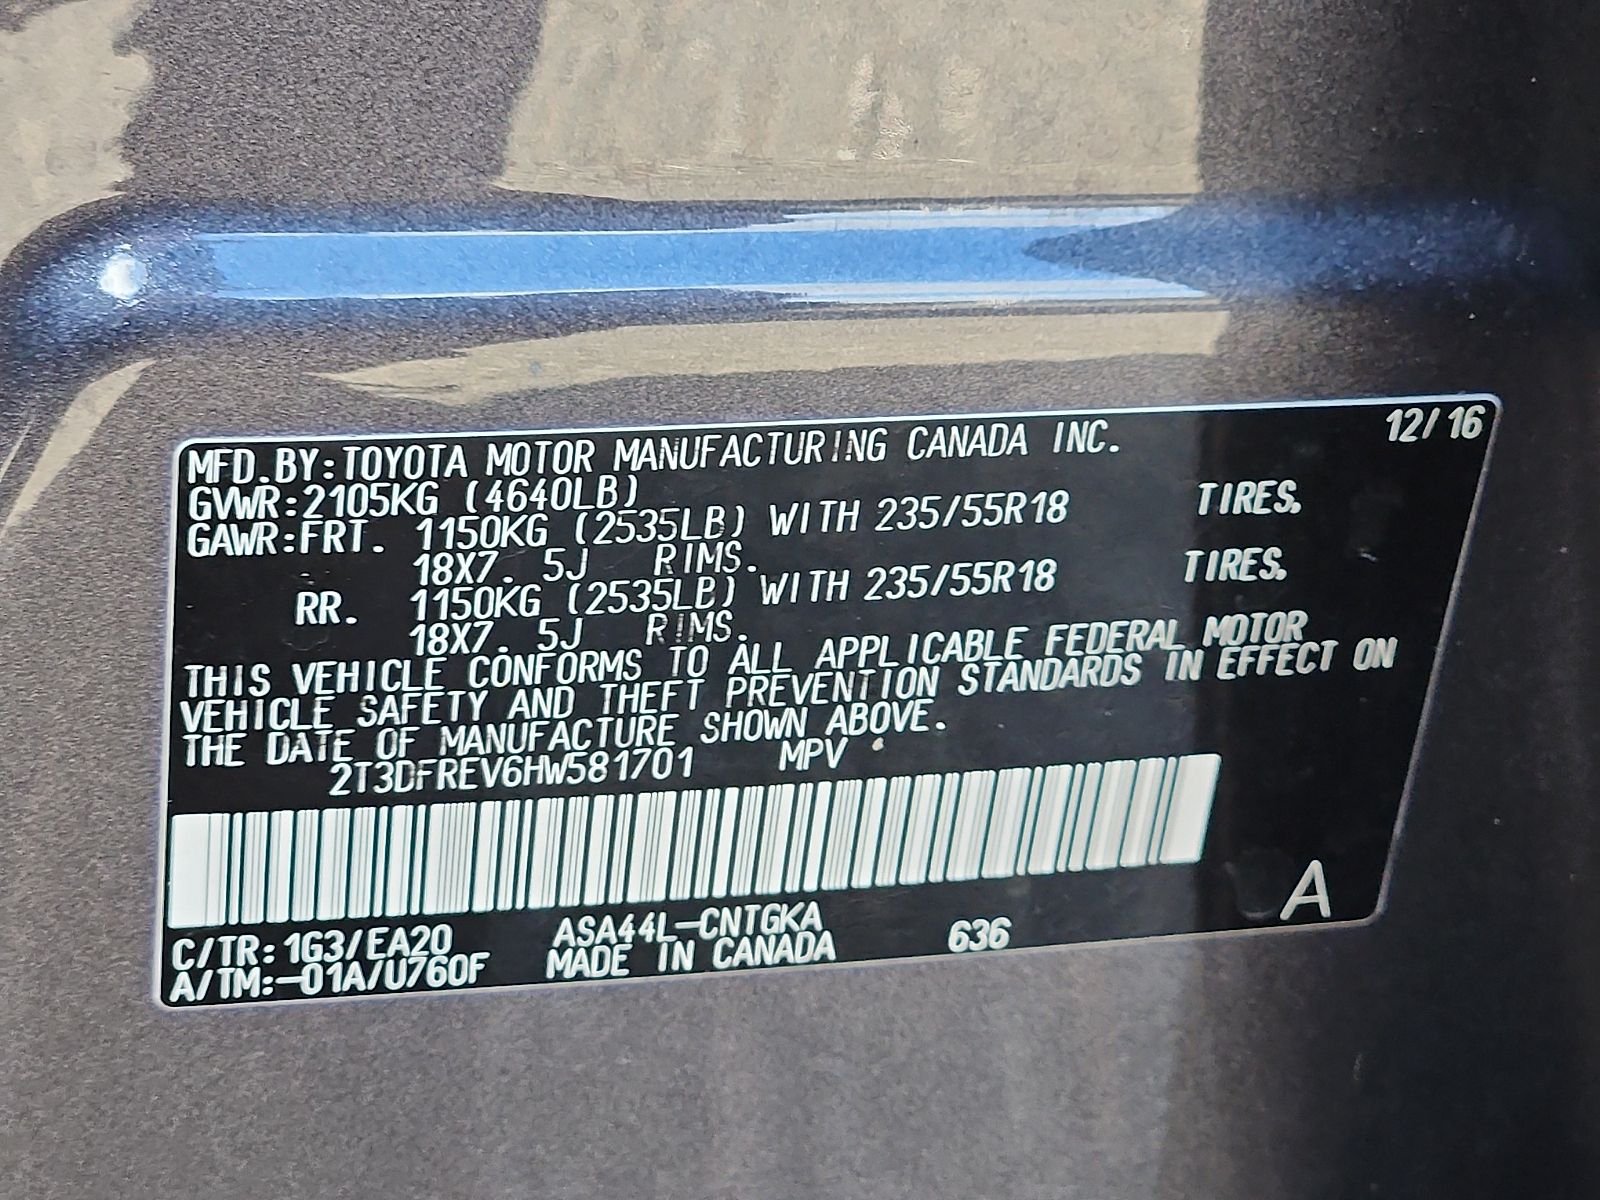 MFD.BY:TOYOTA MOTOR MANUFACTURING CANADA INC. 12/16
GVWR:2105KG (4640LB)
GAWR:FRT. 1150KG (2535LB) WITH 235/55R18 TIRES.
18X7.5J RIMS.
RR. 1150KG (2535LB) WITH 235/55R18 TIRES.
18X7.5J RIMS.
THIS VEHICLE CONFORMS TO ALL APPLICABLE FEDERAL MOTOR
VEHICLE SAFETY AND THEFT PREVENTION STANDARDS IN EFFECT ON
THE DATE OF MANUFACTURE SHOWN ABOVE.
2T3DFREV6HW581701 MPV
A
C/TR:1G3/EA20 ASA44L-CNTGKA 636
A/TM:-01A/U760F MADE IN CANADA